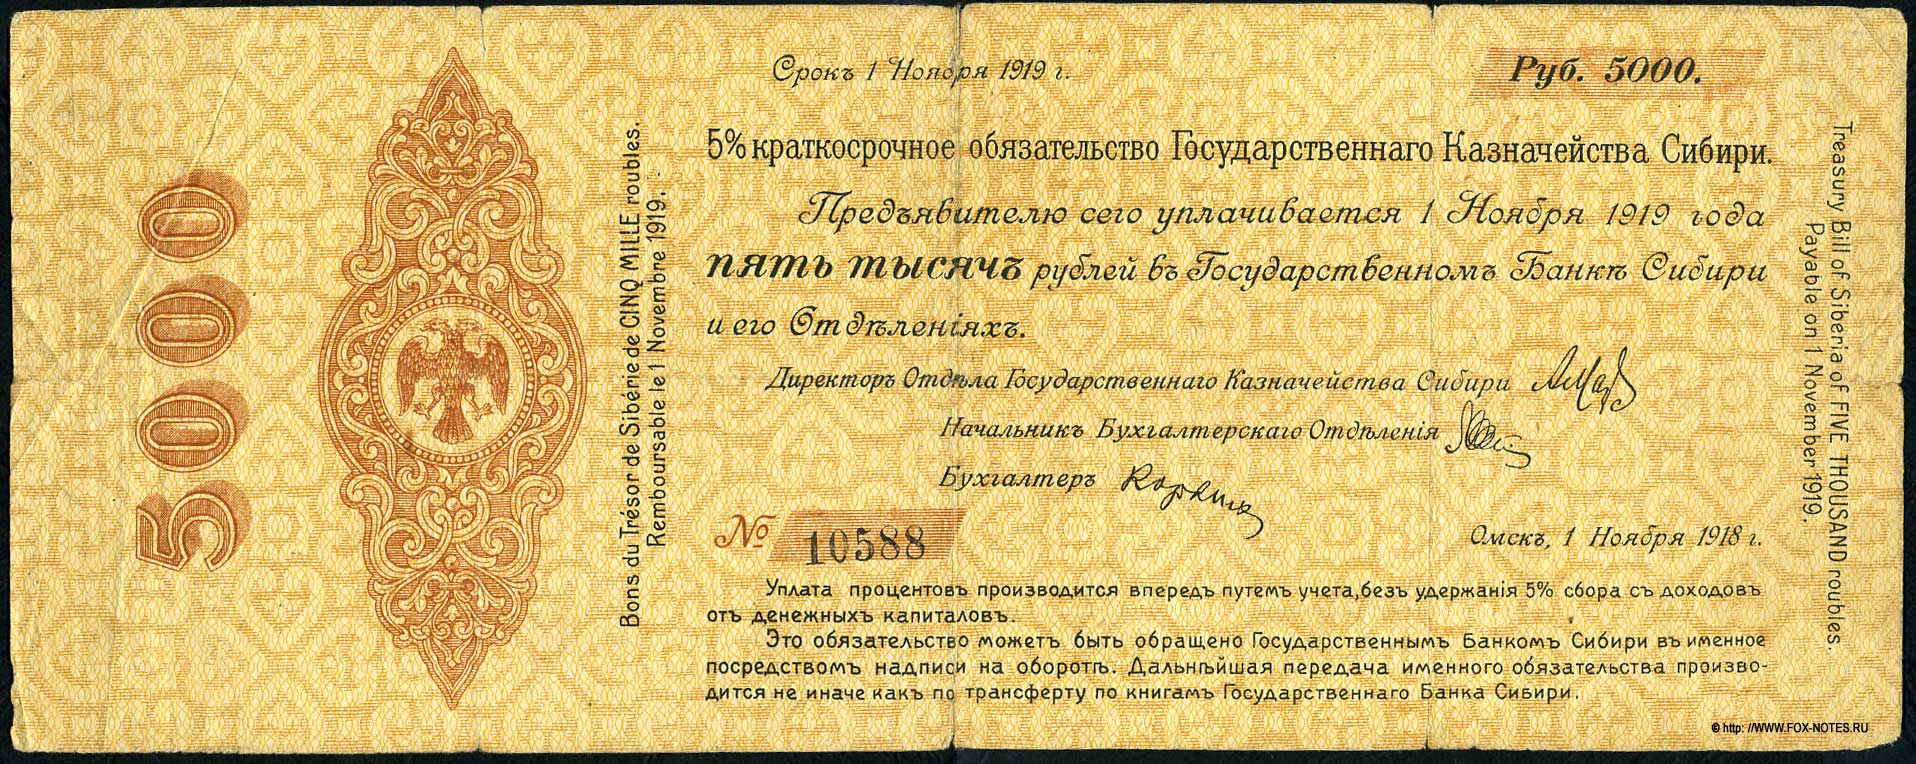 5000
Bons du Trésor de Sibérie de CINQ MILLE roubles.
Remboursable le 1 Novembre 1919.
Срокъ 1 Ноября 1919 г.
Руб. 5000.
5% краткосрочное обязательство Государственнаго Казначейства Сибири.
Предъявителю сего уплачивается 1 Ноября 1919 года
пять тысячъ рублей въ Государственномъ Банкѣ Сибири
и его Отдѣленіяхъ.
Директоръ Отдѣла Государственнаго Казначейства Сибири
Начальникъ Бухгалтерскаго Отдѣленія
Бухгалтеръ
№ 10588
Омскъ, 1 Ноября 1918 г.
Уплата процентовъ производится впередъ путемъ учета, безъ удержанія 5% сбора съ доходовъ
отъ денежныхъ капиталовъ.
Это обязательство можетъ быть обращено Государственнымъ Банкомъ Сибири въ именное
посредствомъ надписи на оборотѣ. Дальнѣйшая передача именного обязательства произво-
дится не иначе какъ по трансферту по книгамъ Государственнаго Банка Сибири.
Treasury Bill of Siberia of FIVE THOUSAND roubles.
Payable on 1 November 1919.
© http: //WWW.FOX-NOTES.RU